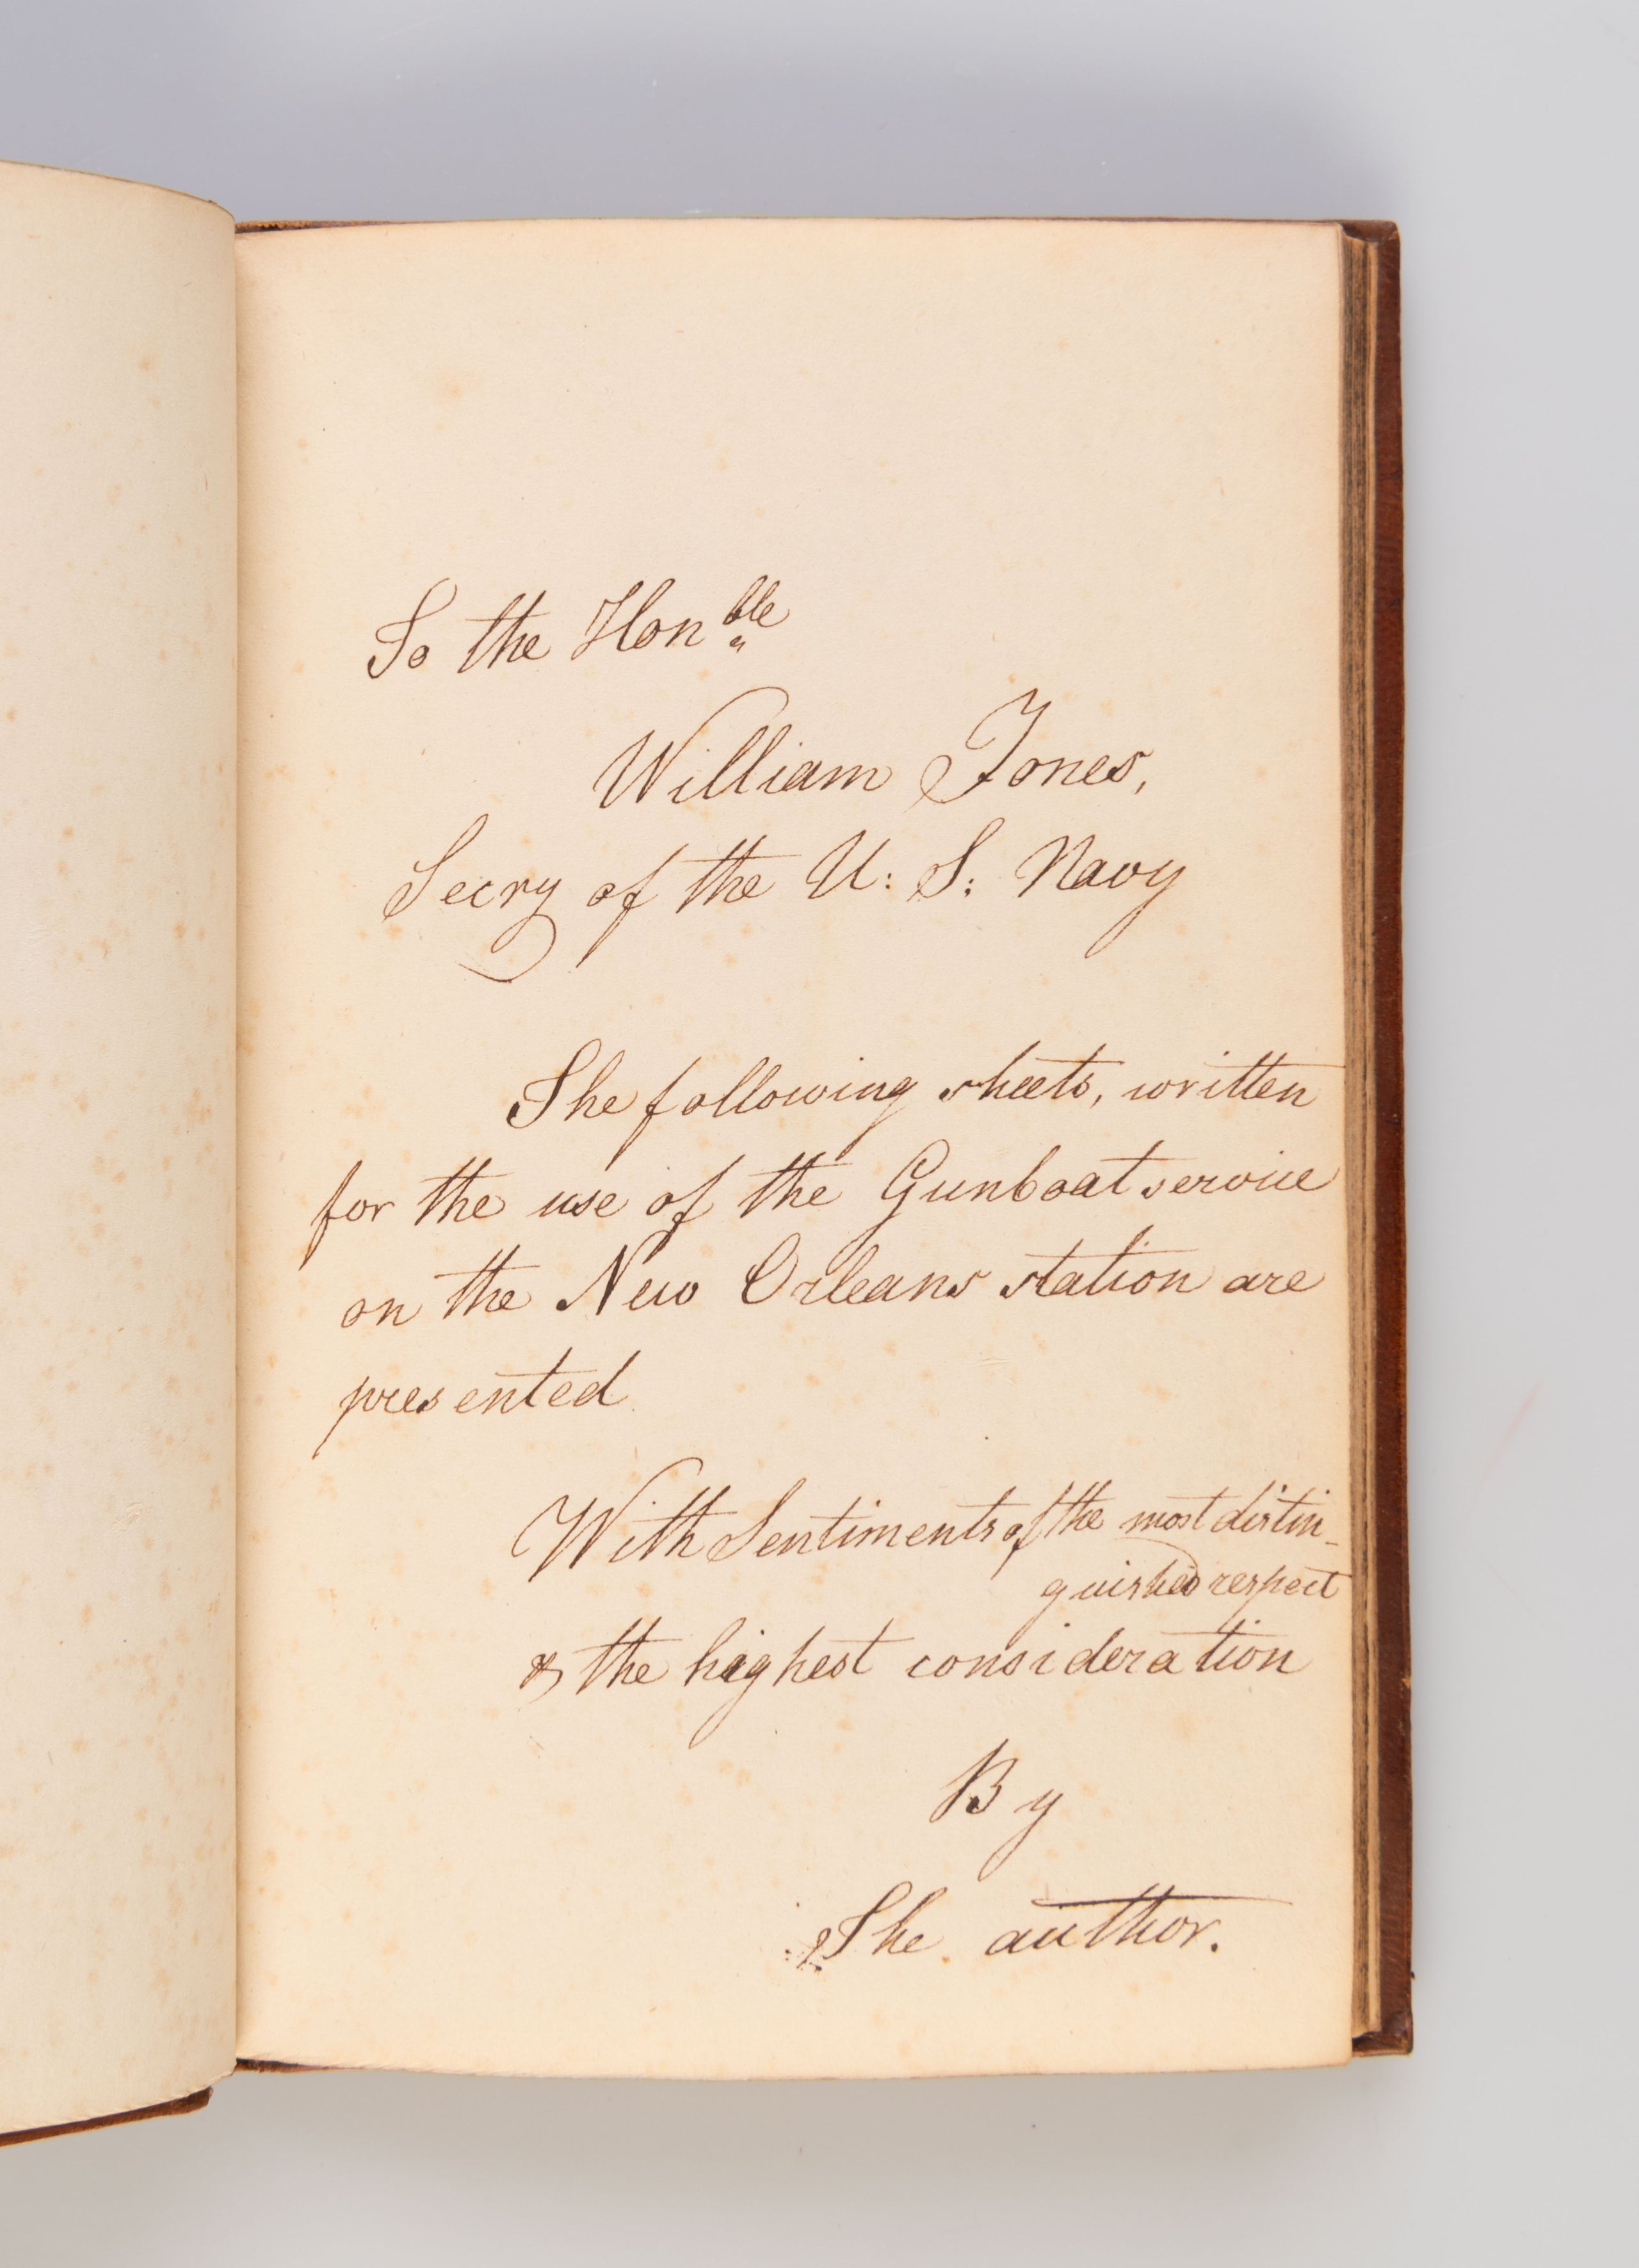 To the Honble
William Jones,
Secry of the U: S: Navy
The following sheets, written
for the use of the Gunboat service
on the New Orleans station are
presented
With Sentiments of the most distin-
guished respect
& the highest consideration
By
The author.